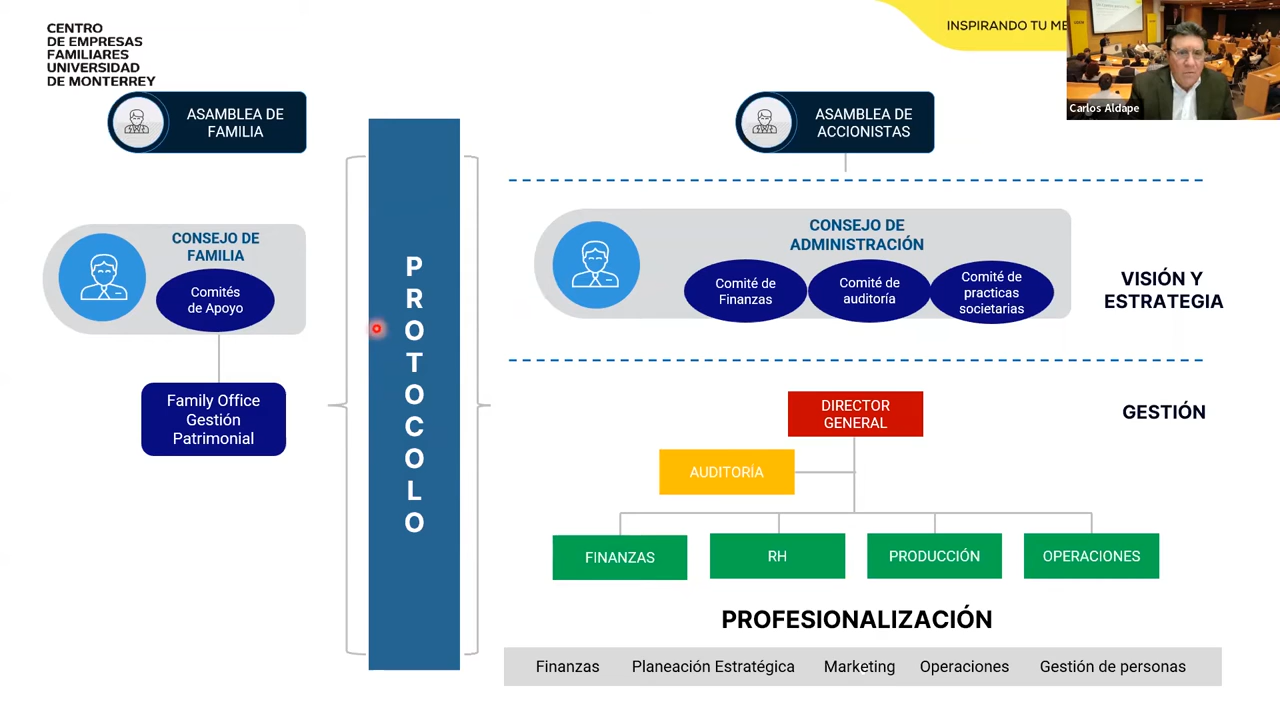 CENTRO
DE EMPRESAS
FAMILIARES
UNIVERSIDAD
DE MONTERREY
INSPIRANDO TU
Carlos Aldape
ASAMBLEA DE
FAMILIA
CONSEJO DE
FAMILIA
Comités
de Apoyo
Family Office
Gestión
Patrimonial
PROTOCOLO
ASAMBLEA DE
ACCIONISTAS
CONSEJO DE
ADMINISTRACIÓN
Comité de
Finanzas
Comité de
auditoría
Comité de
practicas
societarias
VISIÓN Y
ESTRATEGIA
GESTIÓN
DIRECTOR
GENERAL
AUDITORÍA
FINANZAS
RH
PRODUCCIÓN
OPERACIONES
PROFESIONALIZACIÓN
Finanzas Planeación Estratégica Marketing Operaciones Gestión de personas